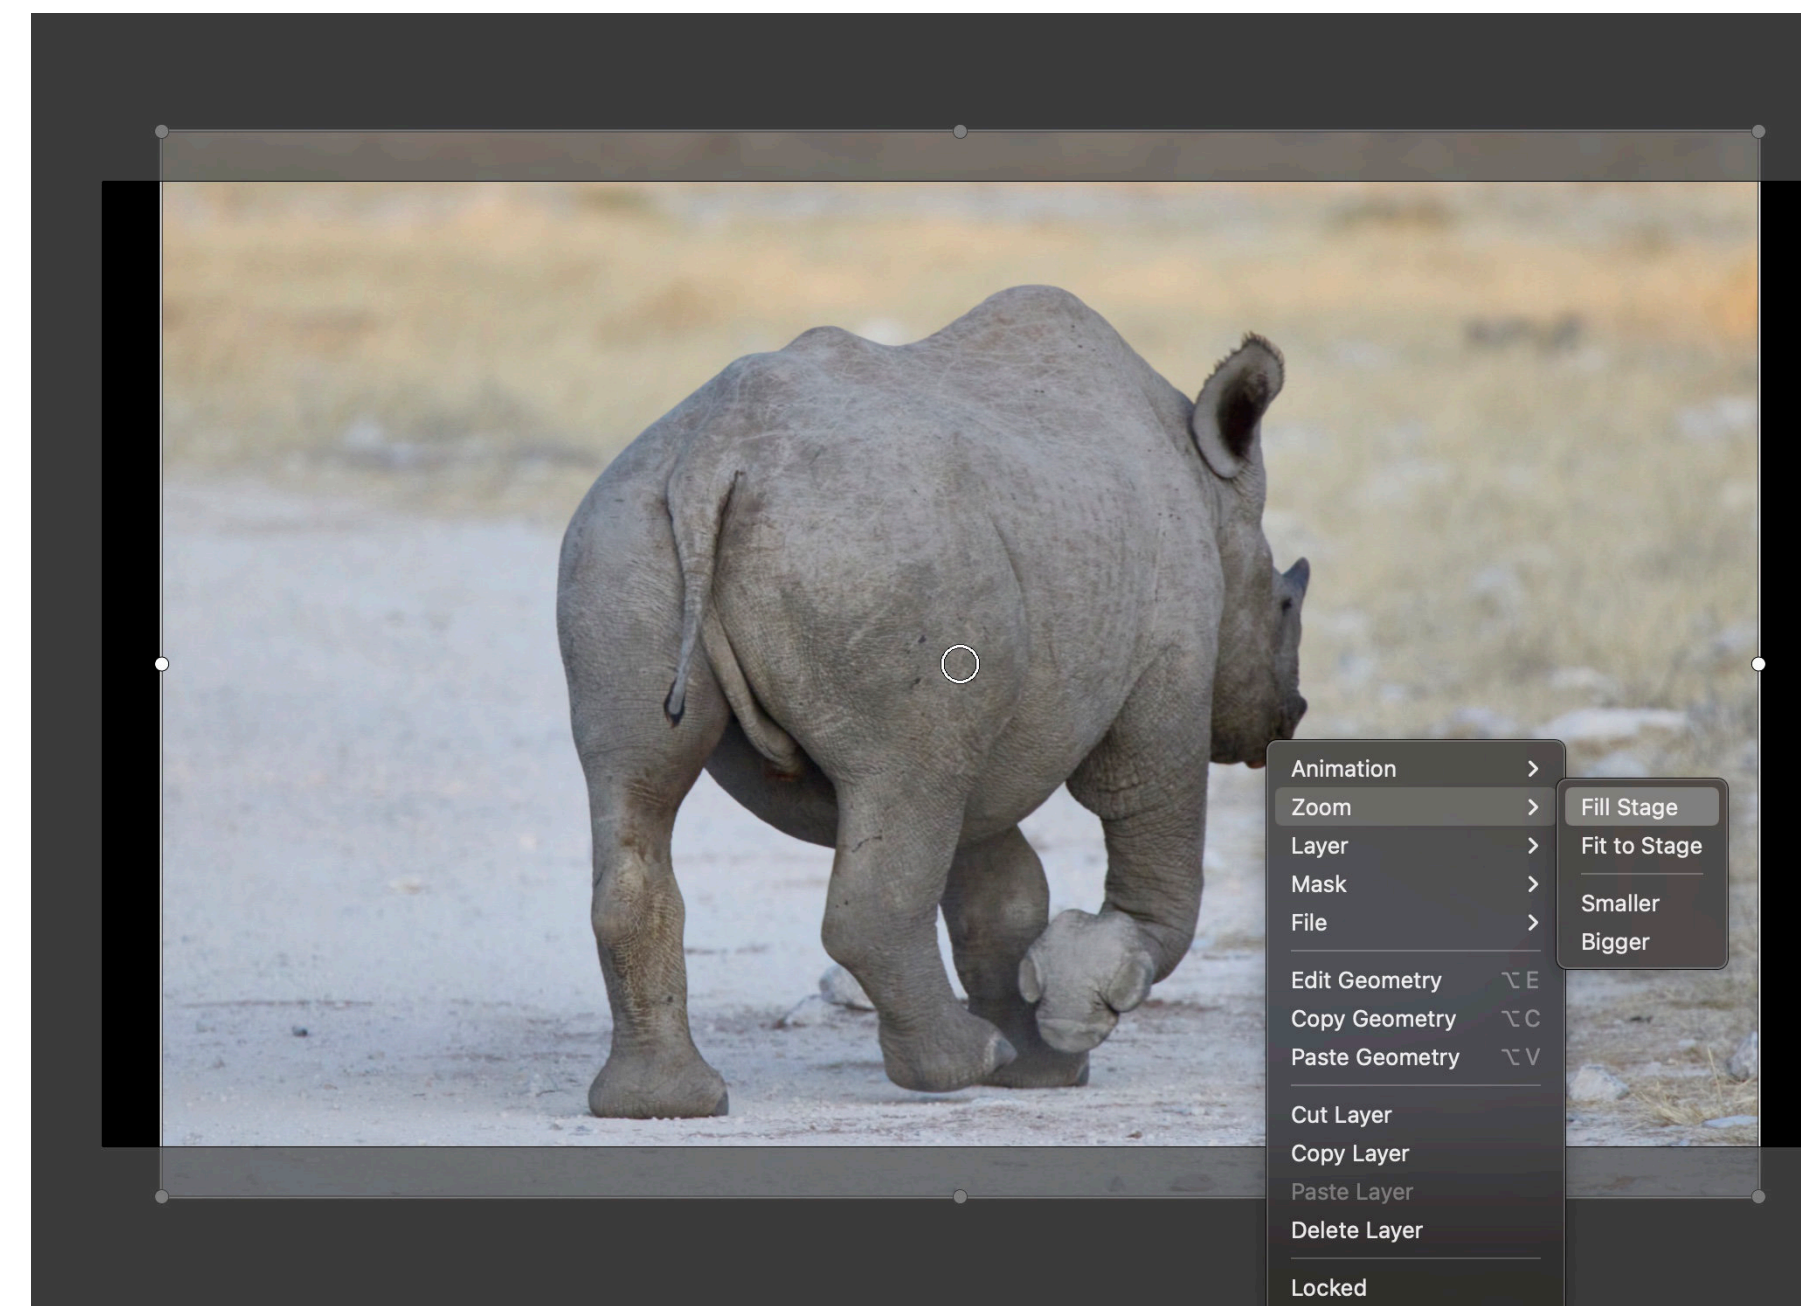 Animation
Zoom
Layer
Mask
File
Edit Geometry ⌥ E
Copy Geometry ⌥ C
Paste Geometry ⌥ V
Cut Layer
Copy Layer
Paste Layer
Delete Layer
Locked
Fill Stage
Fit to Stage
Smaller
Bigger